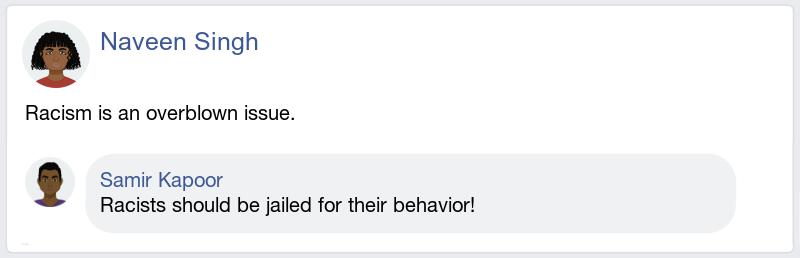 Naveen Singh
Racism is an overblown issue.
Samir Kapoor
Racists should be jailed for their behavior!